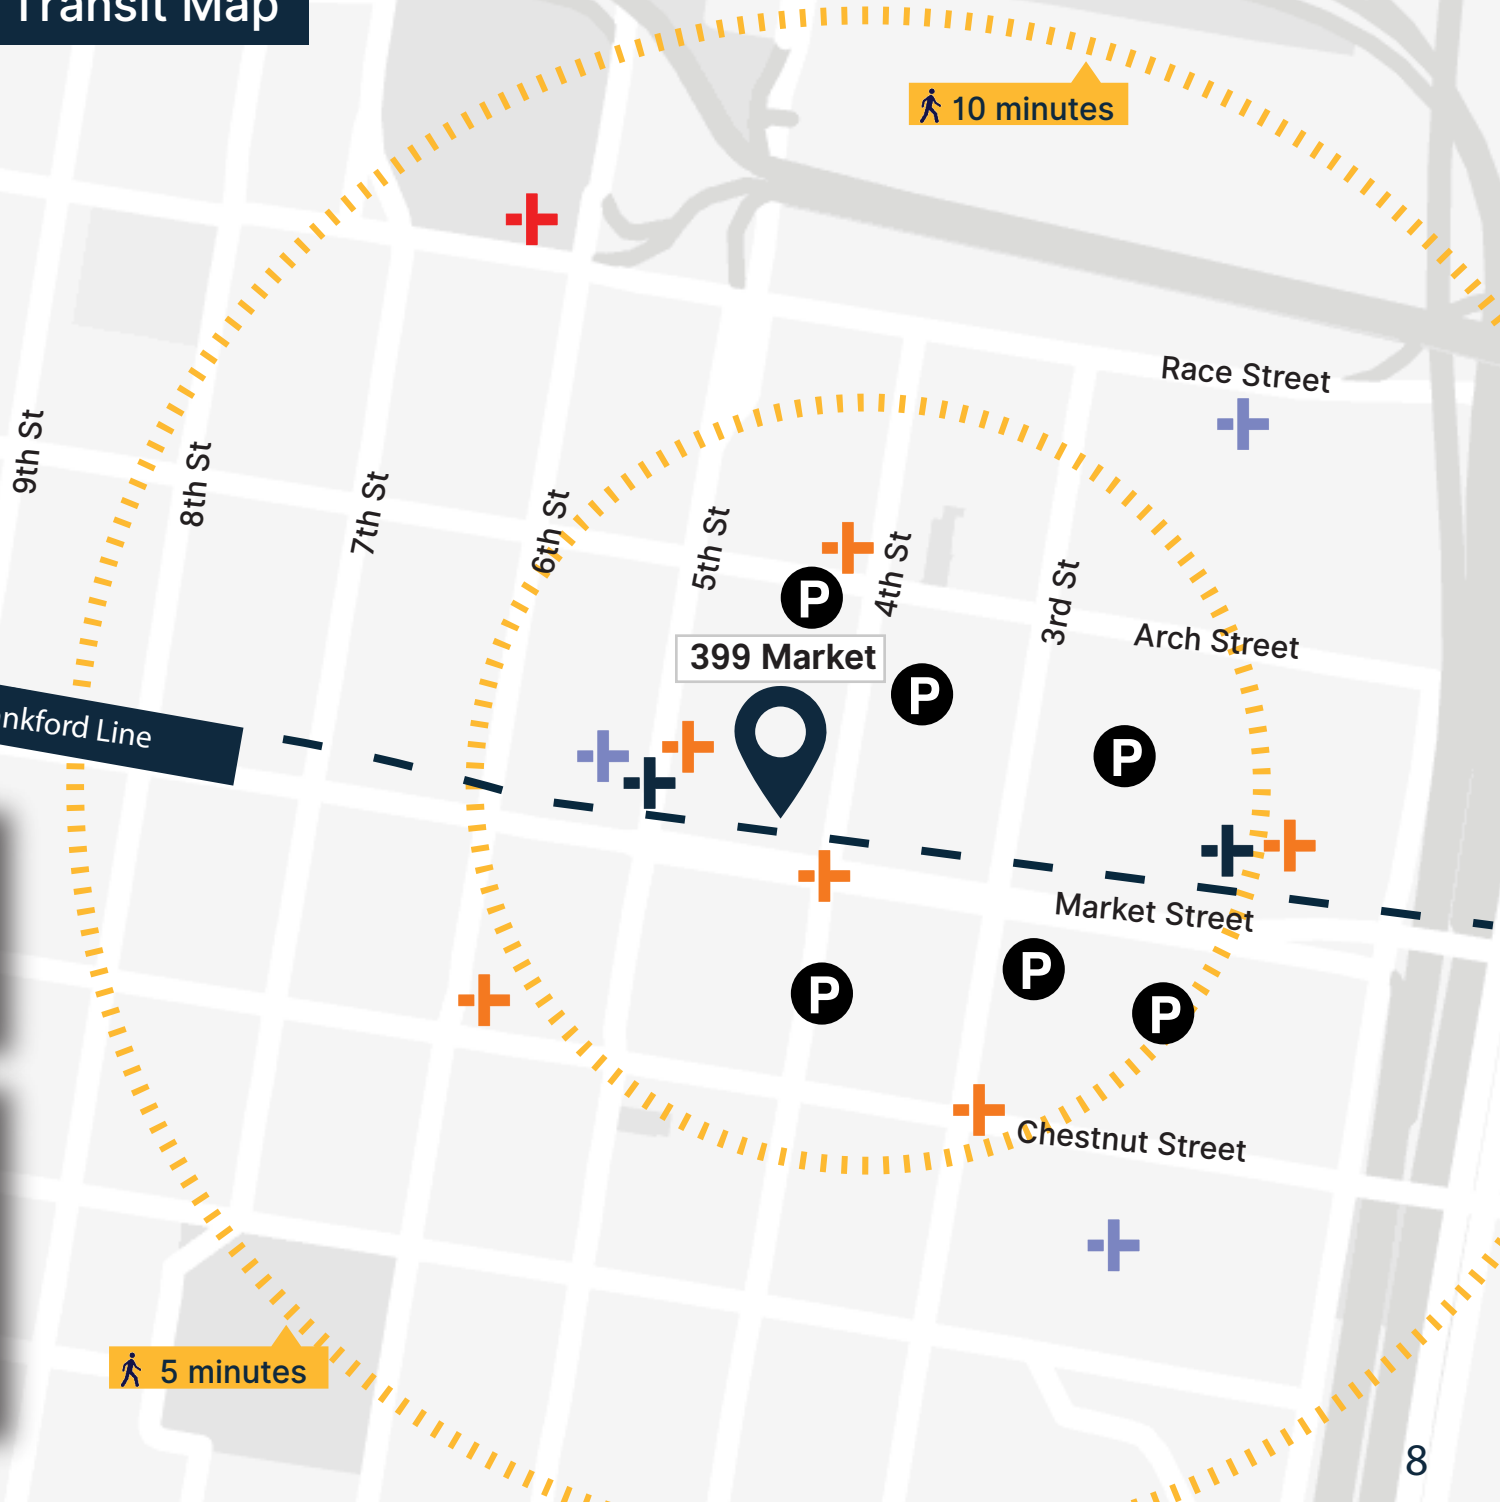 Transit Map
10 minutes
Race Street
9th St
8th St
7th St
6th St
5th St
4th St
3rd St
P
Arch Street
399 Market
P
P
Line
Market Street
P
P
P
Chestnut Street
5 minutes
8